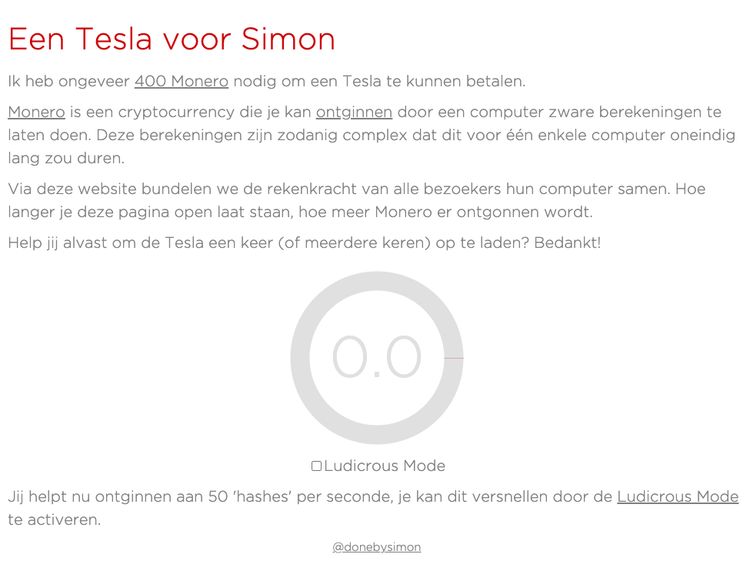 Een Tesla voor Simon
Ik heb ongeveer 400 Monero nodig om een Tesla te kunnen betalen.
Monero is een cryptocurrency die je kan ontginnen door een computer zware berekeningen te
laten doen. Deze berekeningen zijn zodanig complex dat dit voor één enkele computer oneindig
lang zou duren.
Via deze website bundelen we de rekenkracht van alle bezoekers hun computer samen. Hoe
langer je deze pagina open laat staan, hoe meer Monero er ontgonnen wordt.
Help jij alvast om de Tesla een keer (of meerdere keren) op te laden? Bedankt!
0.0
Ludicrous Mode
Jij helpt nu ontginnen aan 50 'hashes' per seconde, je kan dit versnellen door de Ludicrous Mode
te activeren.
@donebysimon